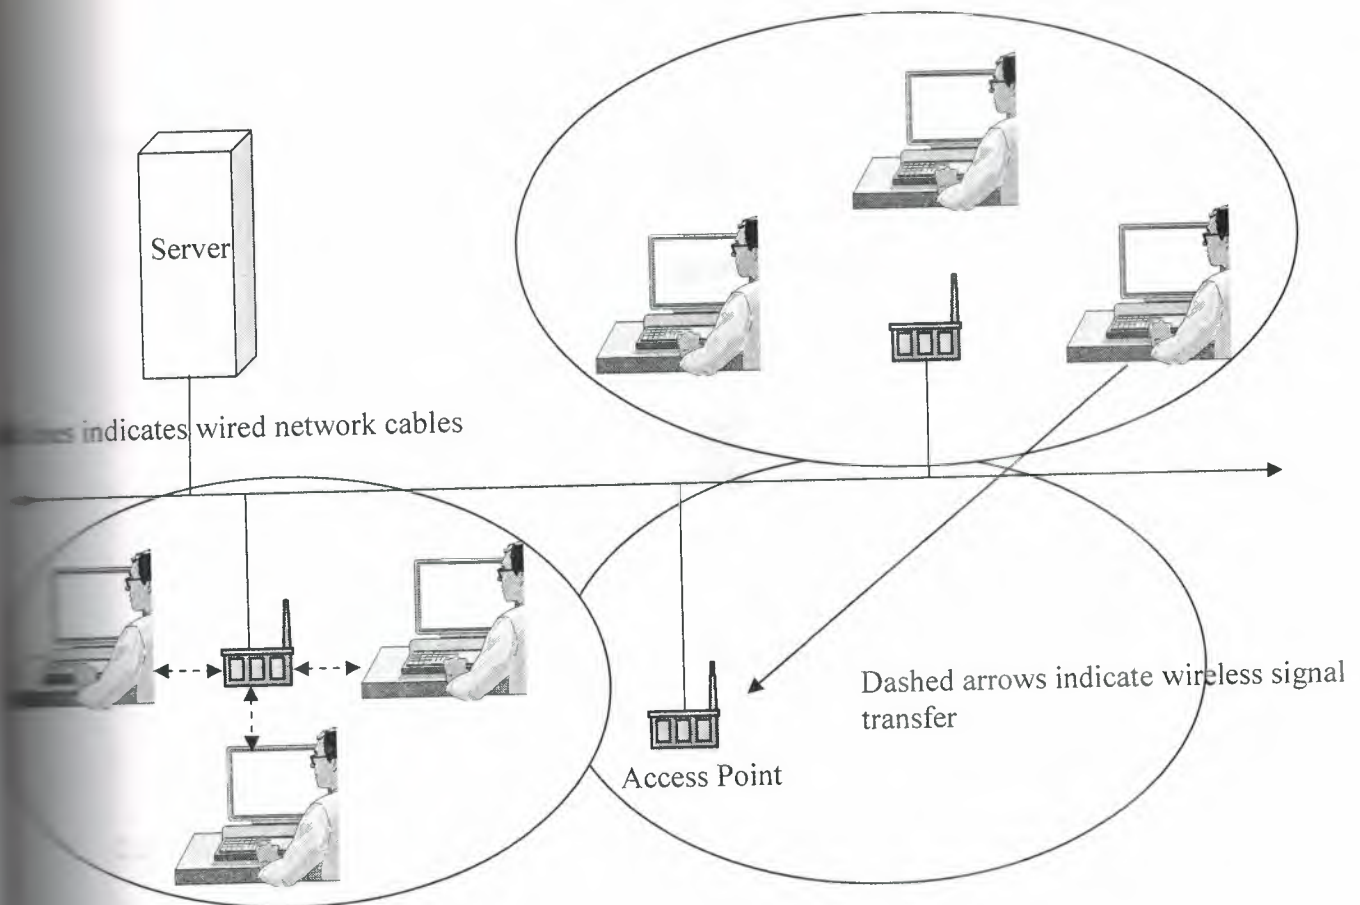 Server
indicates wired network cables
Dashed arrows indicate wireless signal
transfer
Access Point